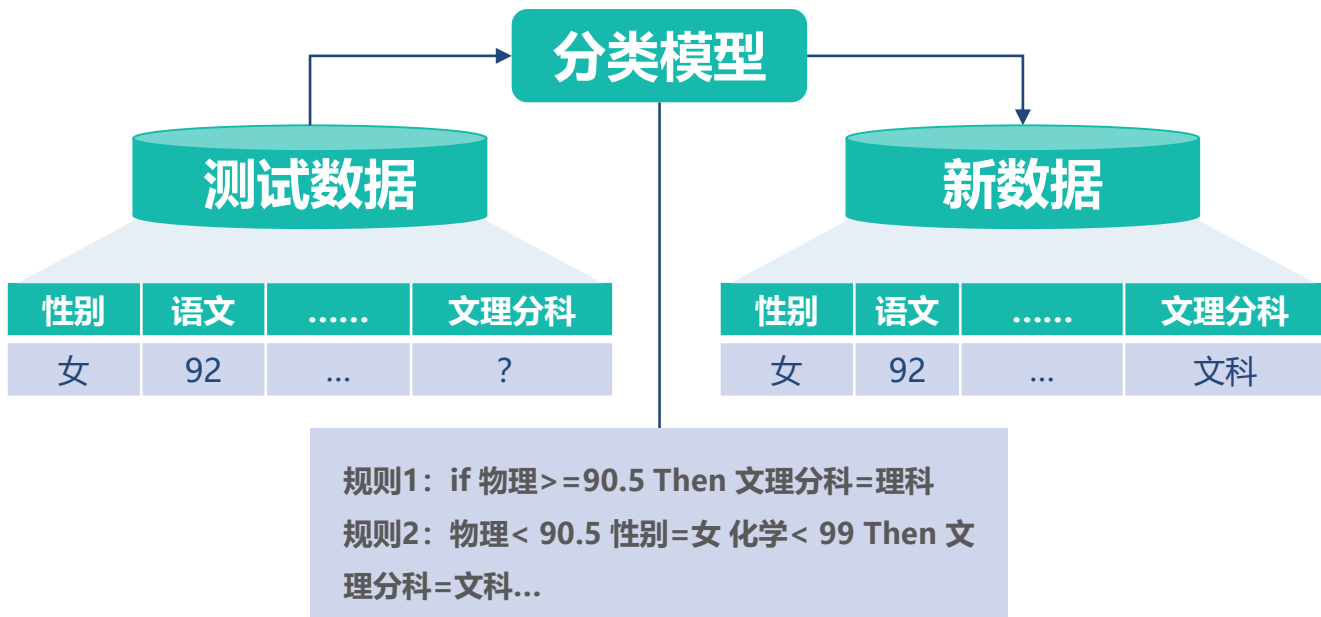 分类模型
测试数据
新数据
性别 语文 …… 文理分科
女 92 … ?
性别 语文 …… 文理分科
女 92 … 文科
规则1：if 物理>=90.5 Then 文理分科=理科
规则2：物理< 90.5 性别=女 化学< 99 Then 文
理分科=文科…